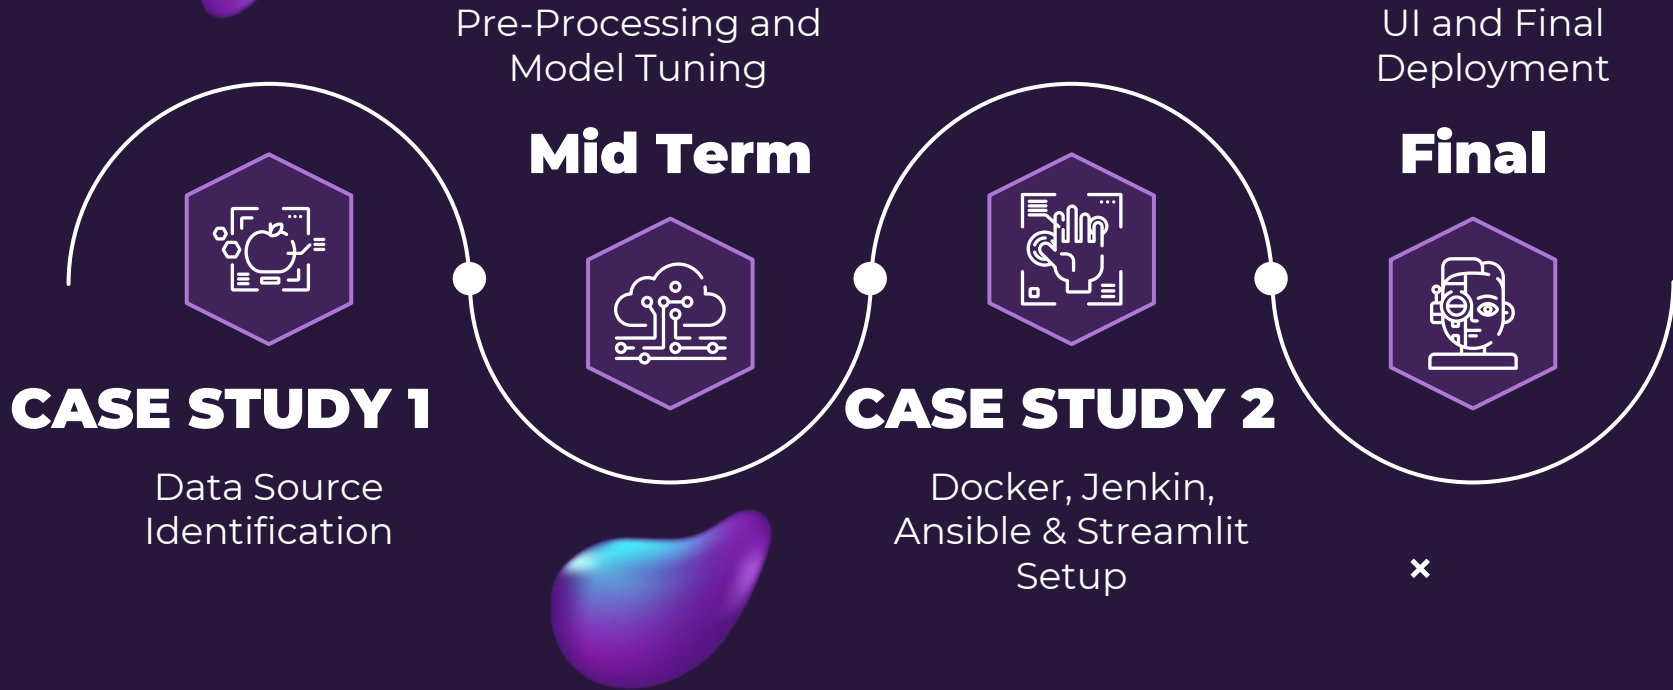 Pre-Processing and
Model Tuning
Mid Term
UI and Final
Deployment
Final
CASE STUDY 1
Data Source
Identification
CASE STUDY 2
Docker, Jenkin,
Ansible & Streamlit
Setup